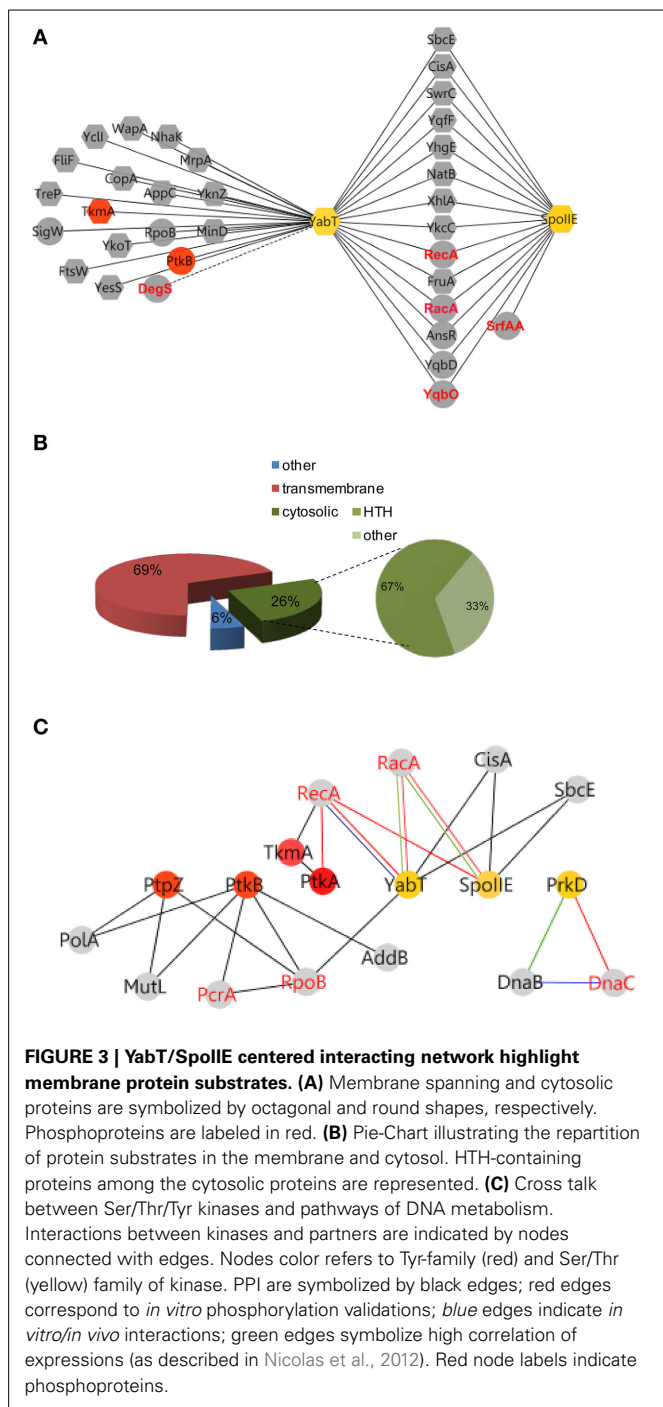 A
SbcE
CisA
SwrC
YqfF
YhgE
NatB
XhlA
YkcC
RecA
FruA
RacA
AnsR
YqbD
YqbO
SrfAA
SpoIIE
YabT
WapA
NhaK
YclI
MrpA
FliF
CopA
AppC
YknZ
TreP
TkmA
SigW
RpoB
MinD
YkoT
PtkB
FtsW
YesS
DegS
B
other
transmembrane
cytosolic
HTH
other
69%
26%
6%
67%
33%
C
RacA
CisA
RecA
SbcE
TkmA
PtpZ
PtkB
PtkA
YabT
SpoIIE
PrkD
PolA
AddB
MutL
PcrA
RpoB
DnaB
DnaC
FIGURE 3 | YabT/SpoIIE centered interacting network highlight
membrane protein substrates. (A) Membrane spanning and cytosolic
proteins are symbolized by octagonal and round shapes, respectively.
Phosphoproteins are labeled in red. (B) Pie-Chart illustrating the repartition
of protein substrates in the membrane and cytosol. HTH-containing
proteins among the cytosolic proteins are represented. (C) Cross talk
between Ser/Thr/Tyr kinases and pathways of DNA metabolism.
Interactions between kinases and partners are indicated by nodes
connected with edges. Nodes color refers to Tyr-family (red) and Ser/Thr
(yellow) family of kinase. PPI are symbolized by black edges; red edges
correspond to in vitro phosphorylation validations; blue edges indicate in
vitro/in vivo interactions; green edges symbolize high correlation of
expressions (as described in Nicolas et al., 2012). Red node labels indicate
phosphoproteins.